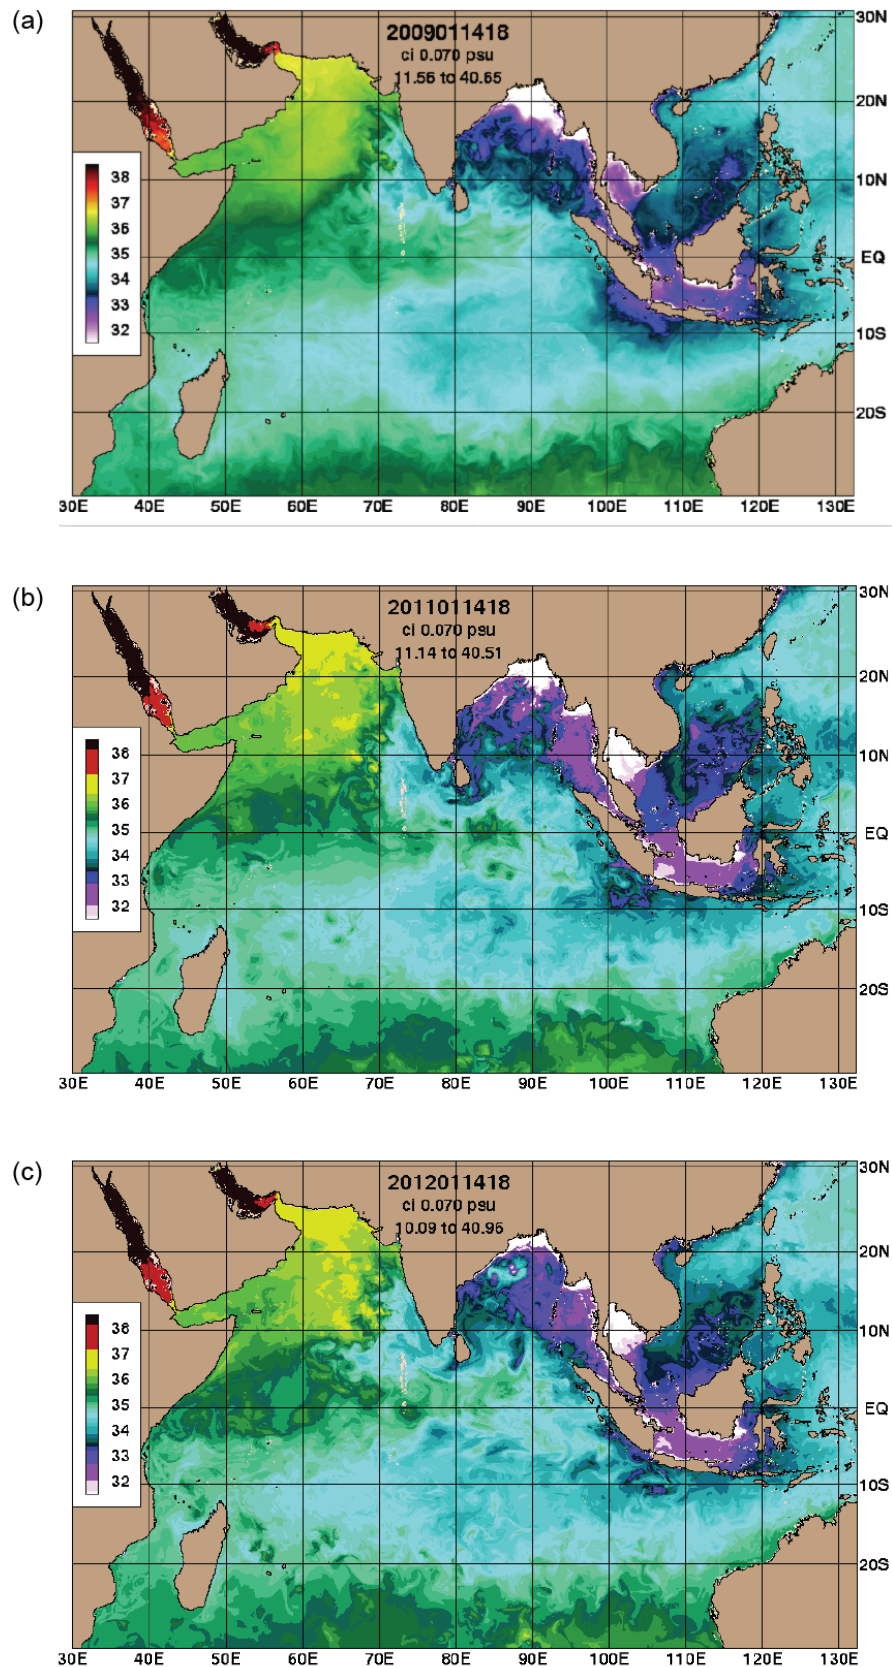 (a)
2009011418
ci 0.070 psu
11.56 to 40.65
30N
20N
10N
EQ
10S
20S
38
37
36
35
34
33
32
30E 40E 50E 60E 70E 80E 90E 100E 110E 120E 130E
(b)
2011011418
ci 0.070 psu
11.14 to 40.51
30N
20N
10N
EQ
10S
20S
38
37
36
35
34
33
32
30E 40E 50E 60E 70E 80E 90E 100E 110E 120E 130E
(c)
2012011418
ci 0.070 psu
10.09 to 40.96
30N
20N
10N
EQ
10S
20S
38
37
36
35
34
33
32
30E 40E 50E 60E 70E 80E 90E 100E 110E 120E 130E